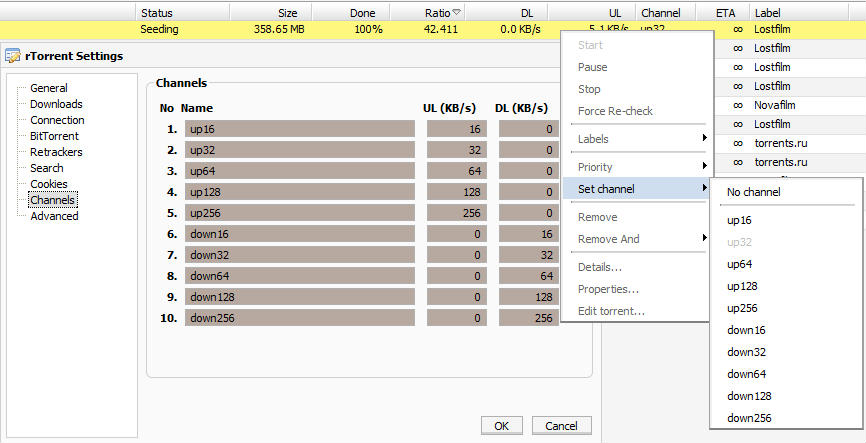 Status Size Done Ratio DL UL Channel ETA Label
Seeding 358.65 MB 100% 42.411 0.0 KB/s 5.1 KB/s up32 ∞ Lostfilm
∞ Lostfilm
∞ Lostfilm
∞ Lostfilm
∞ Novafilm
∞ Lostfilm
∞ torrents.ru
∞ torrents.ru
rTorrent Settings
General
Downloads
Connection
BitTorrent
Retrackers
Search
Cookies
Channels
Advanced
Channels
No Name UL (KB/s) DL (KB/s)
1. up16 16 0
2. up32 32 0
3. up64 64 0
4. up128 128 0
5. up256 256 0
6. down16 0 16
7. down32 0 32
8. down64 0 64
9. down128 0 128
10. down256 0 256
OK Cancel
Start
Pause
Stop
Force Re-check
Labels
Priority
Set channel
Remove
Remove And
Details...
Properties...
Edit torrent...
No channel
up16
up32
up64
up128
up256
down16
down32
down64
down128
down256